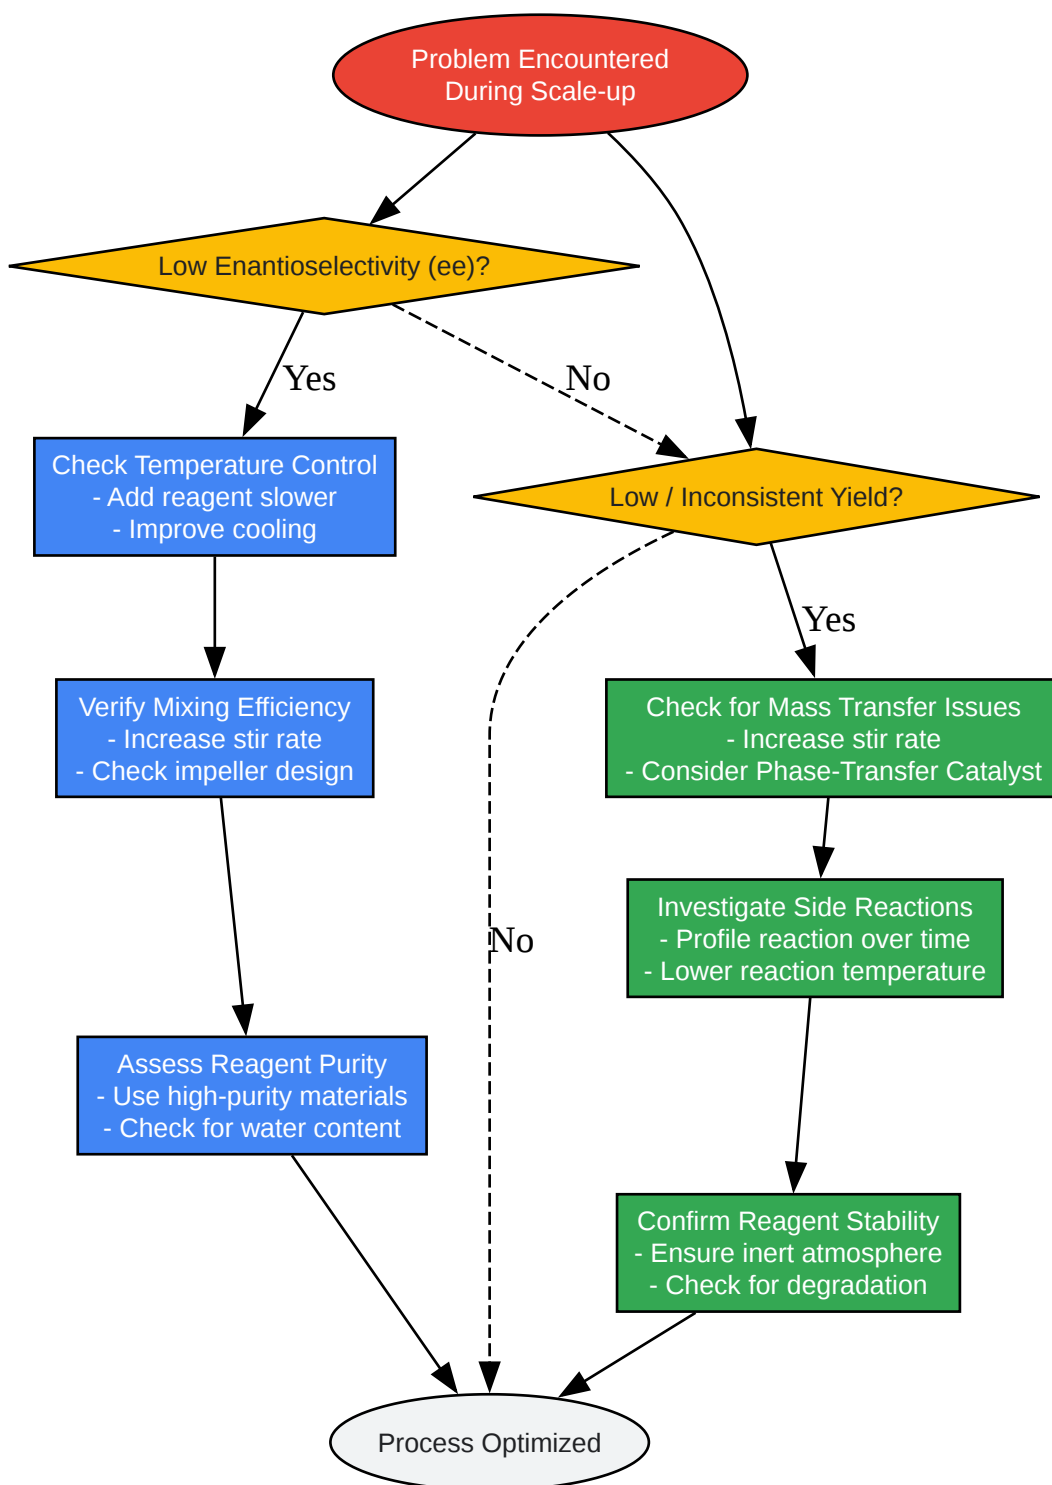 Problem Encountered
During Scale-up
Low Enantioselectivity (ee)?
Yes
No
Check Temperature Control
- Add reagent slower
- Improve cooling
Low / Inconsistent Yield?
Yes
Verify Mixing Efficiency
- Increase stir rate
- Check impeller design
Check for Mass Transfer Issues
- Increase stir rate
- Consider Phase-Transfer Catalyst
Investigate Side Reactions
- Profile reaction over time
- Lower reaction temperature
No
Assess Reagent Purity
- Use high-purity materials
- Check for water content
Confirm Reagent Stability
- Ensure inert atmosphere
- Check for degradation
Process Optimized